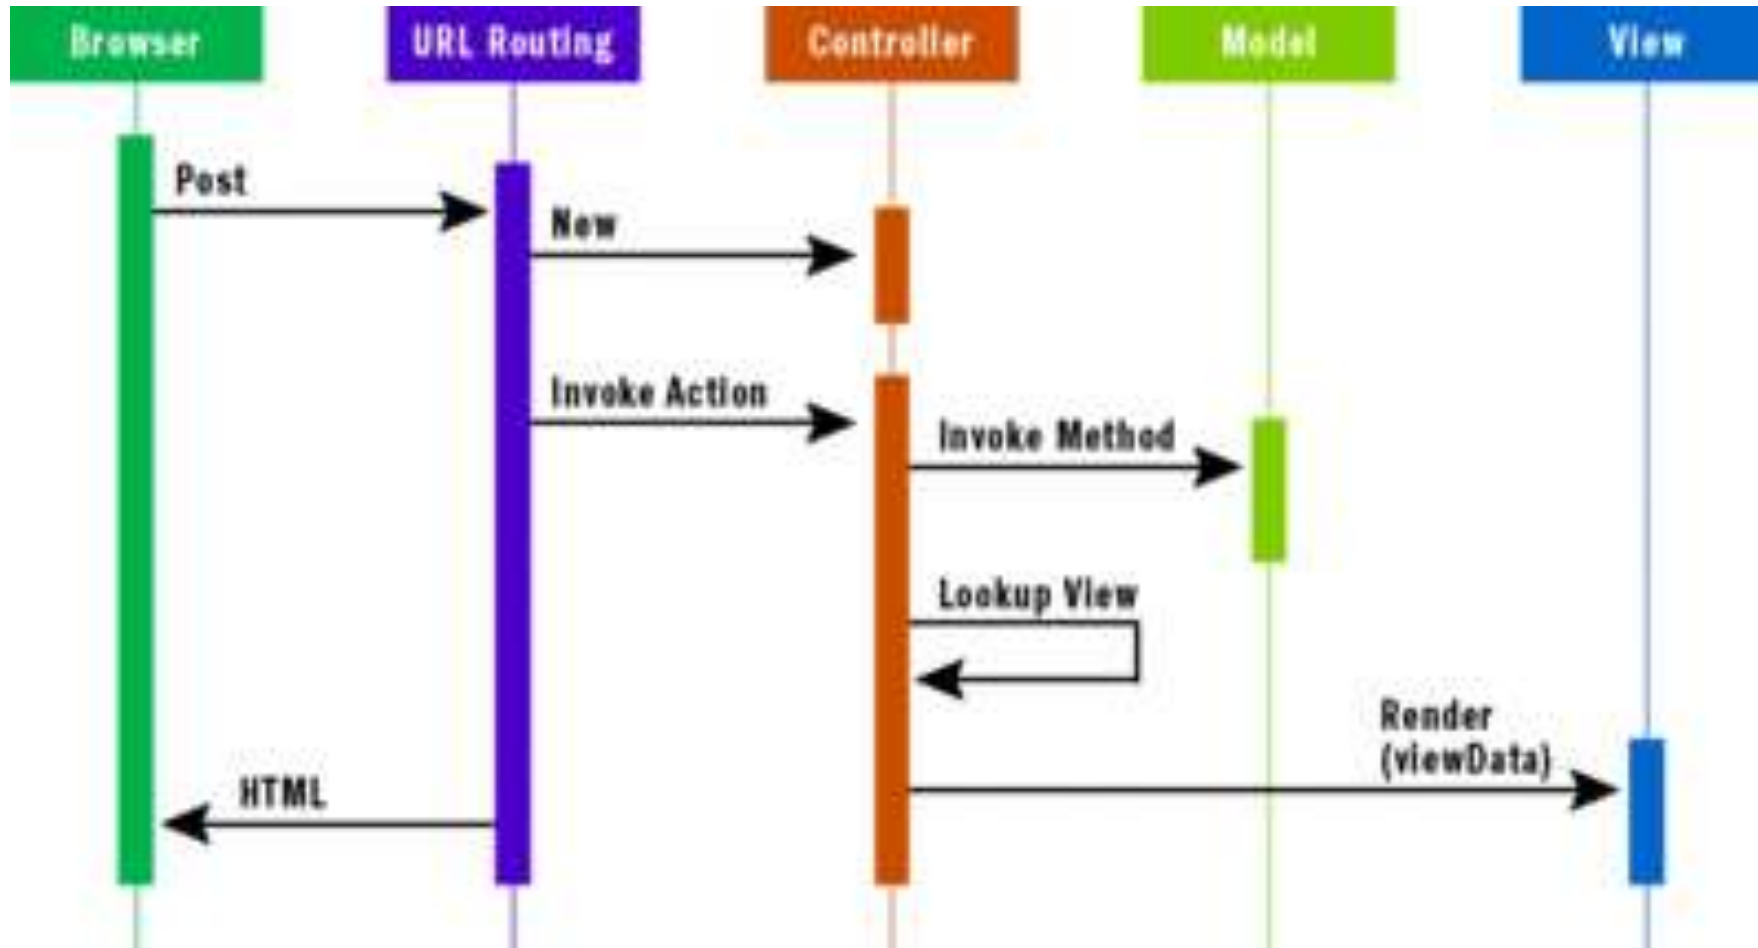 Browser
URL Routing
Controller
Model
View
Post
New
Invoke Action
Invoke Method
Lookup View
Render
(viewData)
HTML